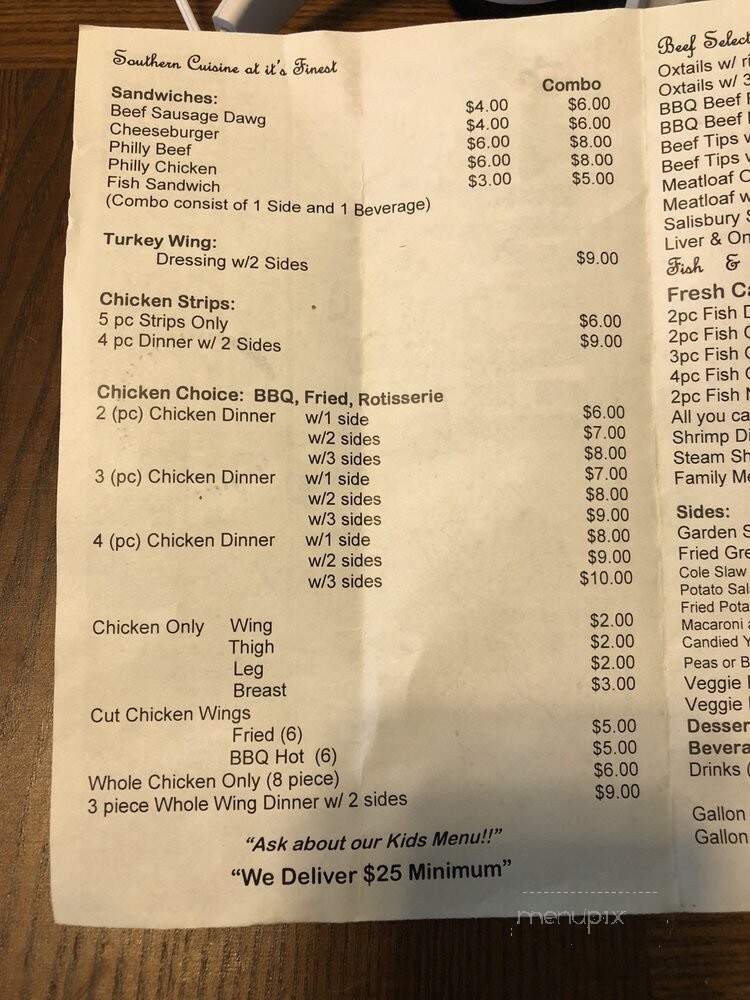 Southern Cuisine at it's Finest
Combo
Sandwiches:
Beef Sausage Dawg $4.00 $6.00
Cheeseburger $4.00 $6.00
Philly Beef $6.00 $8.00
Philly Chicken $6.00 $8.00
Fish Sandwich $3.00 $5.00
(Combo consist of 1 Side and 1 Beverage)
Turkey Wing:
Dressing w/2 Sides $9.00
Chicken Strips:
5 pc Strips Only $6.00
4 pc Dinner w/ 2 Sides $9.00
Chicken Choice: BBQ, Fried, Rotisserie
2 (pc) Chicken Dinner w/1 side $6.00
w/2 sides $7.00
w/3 sides $8.00
3 (pc) Chicken Dinner w/1 side $7.00
w/2 sides $8.00
w/3 sides $9.00
4 (pc) Chicken Dinner w/1 side $8.00
w/2 sides $9.00
w/3 sides $10.00
Chicken Only Wing $2.00
Thigh $2.00
Leg $2.00
Breast $3.00
Cut Chicken Wings
Fried (6) $5.00
BBQ Hot (6) $5.00
Whole Chicken Only (8 piece) $6.00
3 piece Whole Wing Dinner w/ 2 sides $9.00
"Ask about our Kids Menu!!"
"We Deliver $25 Minimum"
Beef Select
Oxtails w/ ri
Oxtails w/ 3
BBQ Beef
BBQ Beef
Beef Tips
Beef Tips
Meatloaf
Meatloaf w
Salisbury
Liver & On
Fish &
Fresh Ca
2pc Fish
2pc Fish
3pc Fish
4pc Fish
2pc Fish
All you ca
Shrimp Di
Steam Sh
Family Me
Sides:
Garden S
Fried Gre
Cole Slaw
Potato Sal
Fried Pota
Macaroni a
Candied Y
Peas or B
Veggie
Veggie
Desser
Bevera
Drinks (
Gallon
Gallon
menupix